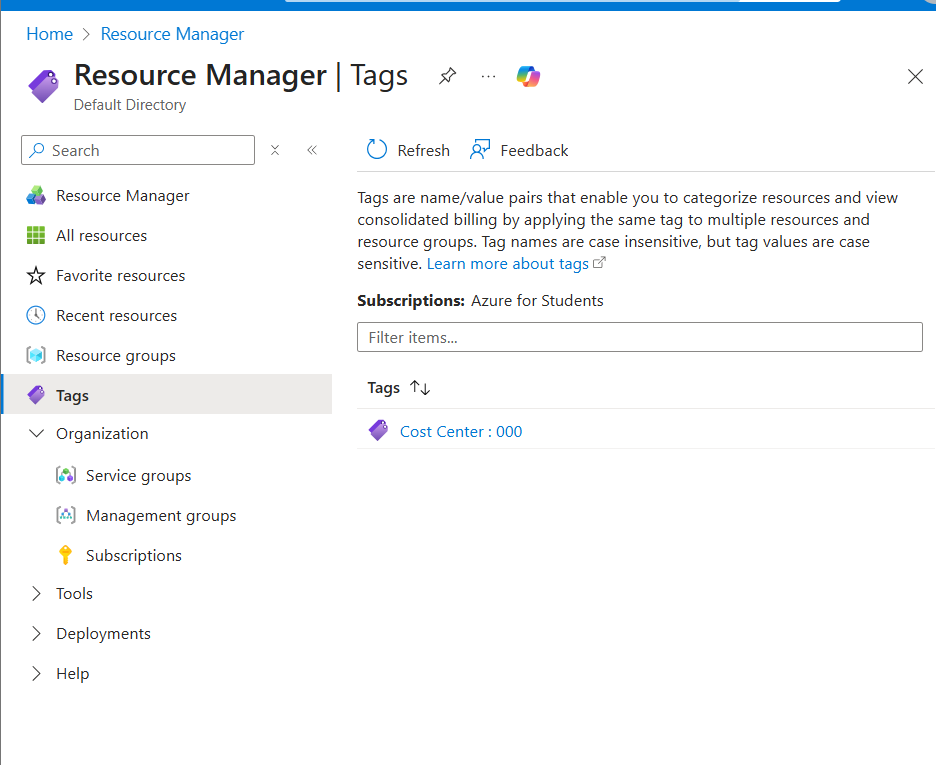 Home > Resource Manager
Resource Manager | Tags
Default Directory
Search
Refresh
Feedback
Resource Manager
All resources
Favorite resources
Recent resources
Resource groups
Tags
Organization
Service groups
Management groups
Subscriptions
Tools
Deployments
Help
Tags are name/value pairs that enable you to categorize resources and view
consolidated billing by applying the same tag to multiple resources and
resource groups. Tag names are case insensitive, but tag values are case
sensitive. Learn more about tags
Subscriptions: Azure for Students
Filter items...
Tags
Cost Center : 000